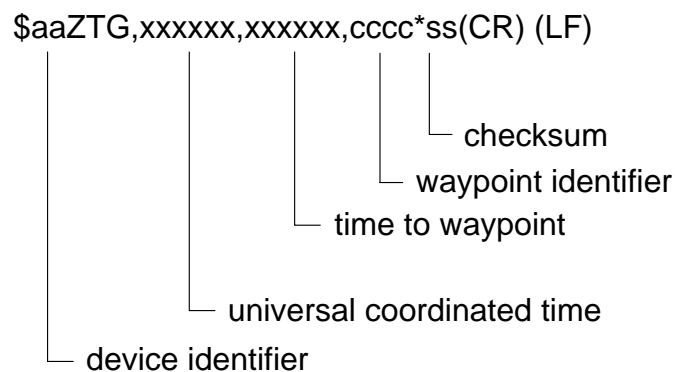 $aaZTG,xxxxxx,xxxxxx,cccc*ss(CR) (LF)
checksum
waypoint identifier
time to waypoint
universal coordinated time
device identifier